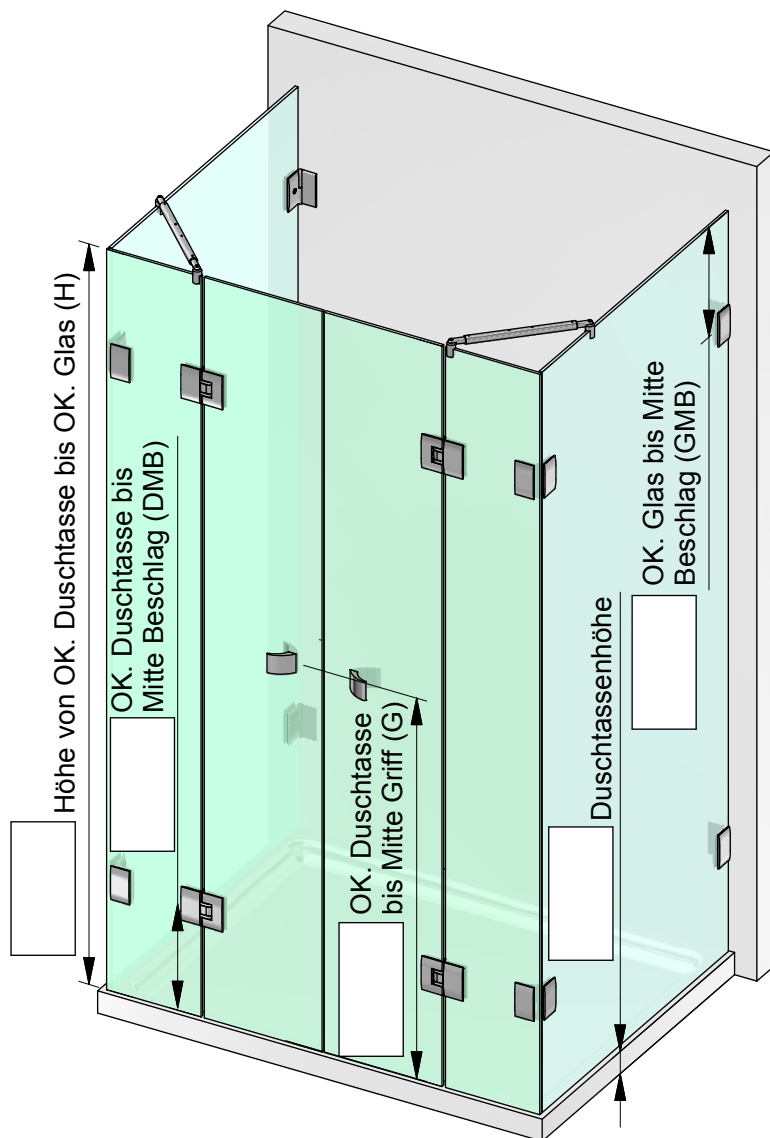 Höhe von OK. Duschtasse bis OK. Glas (H)
OK. Duschtasse bis
Mitte Beschlag (DMB)
OK. Duschtasse
bis Mitte Griff (G)
Duschtassenhöhe
OK. Glas bis Mitte
Beschlag (GMB)